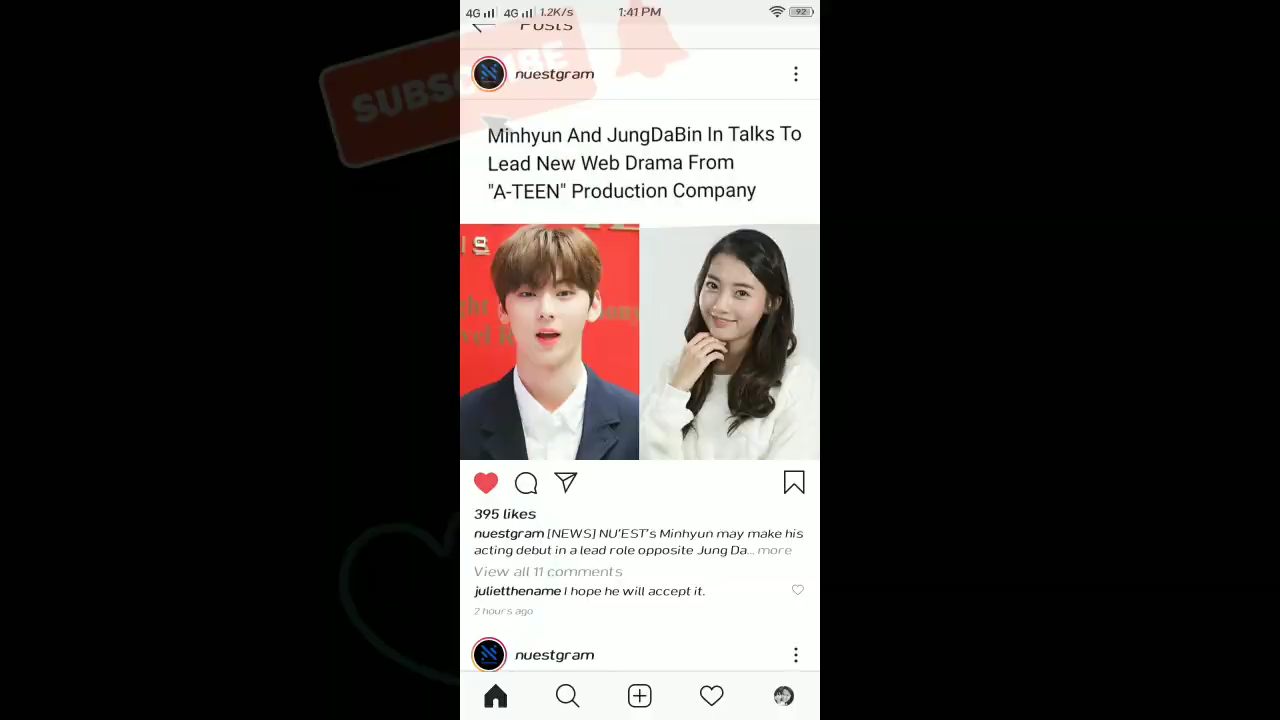 4G 4G 1.2K/s 1:41 PM 92
Posts
SUBSCRIBE
nuestgram
Minhyun And JungDaBin In Talks To
Lead New Web Drama From
"A-TEEN" Production Company
395 likes
nuestgram [NEWS] NU'EST's Minhyun may make his
acting debut in a lead role opposite Jung Da... more
View all 11 comments
julietthename I hope he will accept it.
2 hours ago
nuestgram